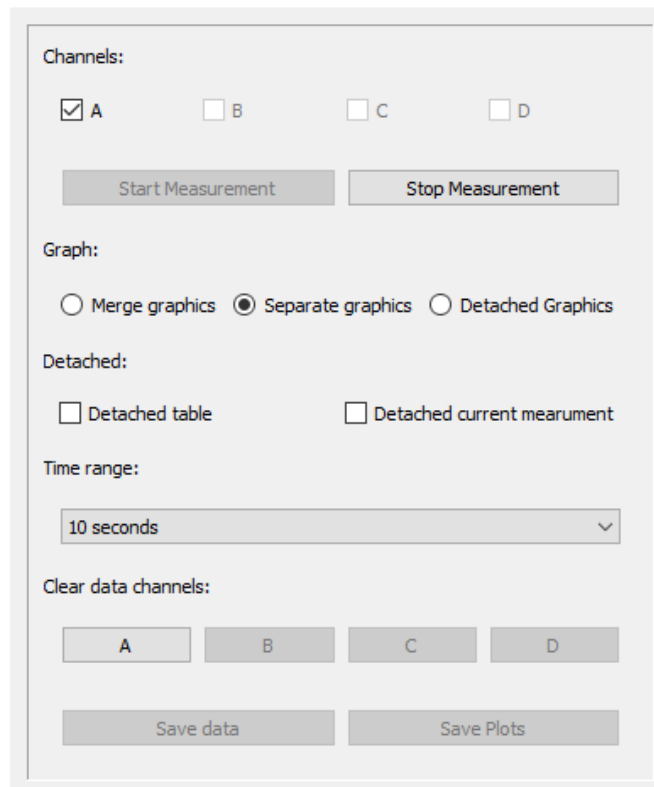 Channels:
A B C D
Start Measurement Stop Measurement
Graph:
Merge graphics Separate graphics Detached Graphics
Detached:
Detached table Detached current mearument
Time range:
10 seconds
Clear data channels:
A B C D
Save data Save Plots